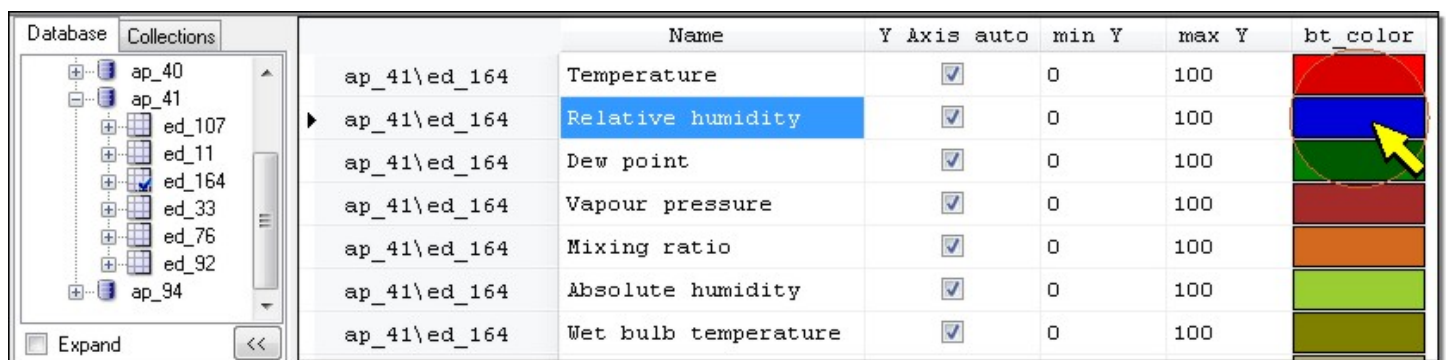 Database Collections
ap_40
ap_41
ed_107
ed_11
ed_164
ed_33
ed_76
ed_92
ap_94
Expand <<
Name Y Axis auto min Y max Y bt_color
ap_41\ed_164 Temperature 0 100
ap_41\ed_164 Relative humidity 0 100
ap_41\ed_164 Dew point 0 100
ap_41\ed_164 Vapour pressure 0 100
ap_41\ed_164 Mixing ratio 0 100
ap_41\ed_164 Absolute humidity 0 100
ap_41\ed_164 Wet bulb temperature 0 100